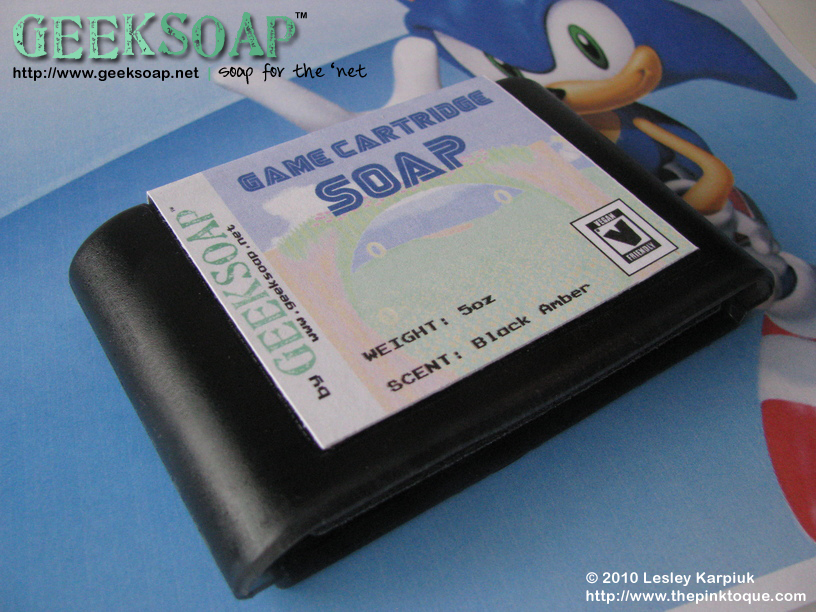 GEEKSOAP™
http://www.geeksoap.net | soap for the 'net
GAME CARTRIDGE
SOAP
by GEEKSOAP™
www.geeksoap.net
VEGAN
V
FRIENDLY
WEIGHT: 5oz
SCENT: Black Amber
© 2010 Lesley Karpiuk
http://www.thepinktoque.com